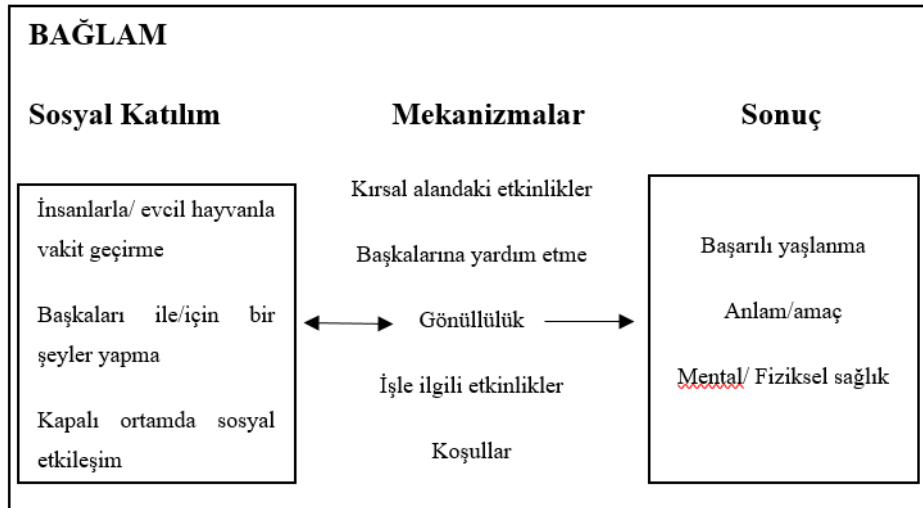 BAĞLAM
Sosyal Katılım
Mekanizmalar
Sonuç
İnsanlarla/ evcil hayvanla
vakit geçirme
Başkaları ile/için bir
şeyler yapma
Kapalı ortamda sosyal
etkileşim
Kırsal alandaki etkinlikler
Başkalarına yardım etme
Gönüllülük
İşle ilgili etkinlikler
Koşullar
Başarılı yaşlanma
Anlam/amaç
Mental/ Fiziksel sağlık